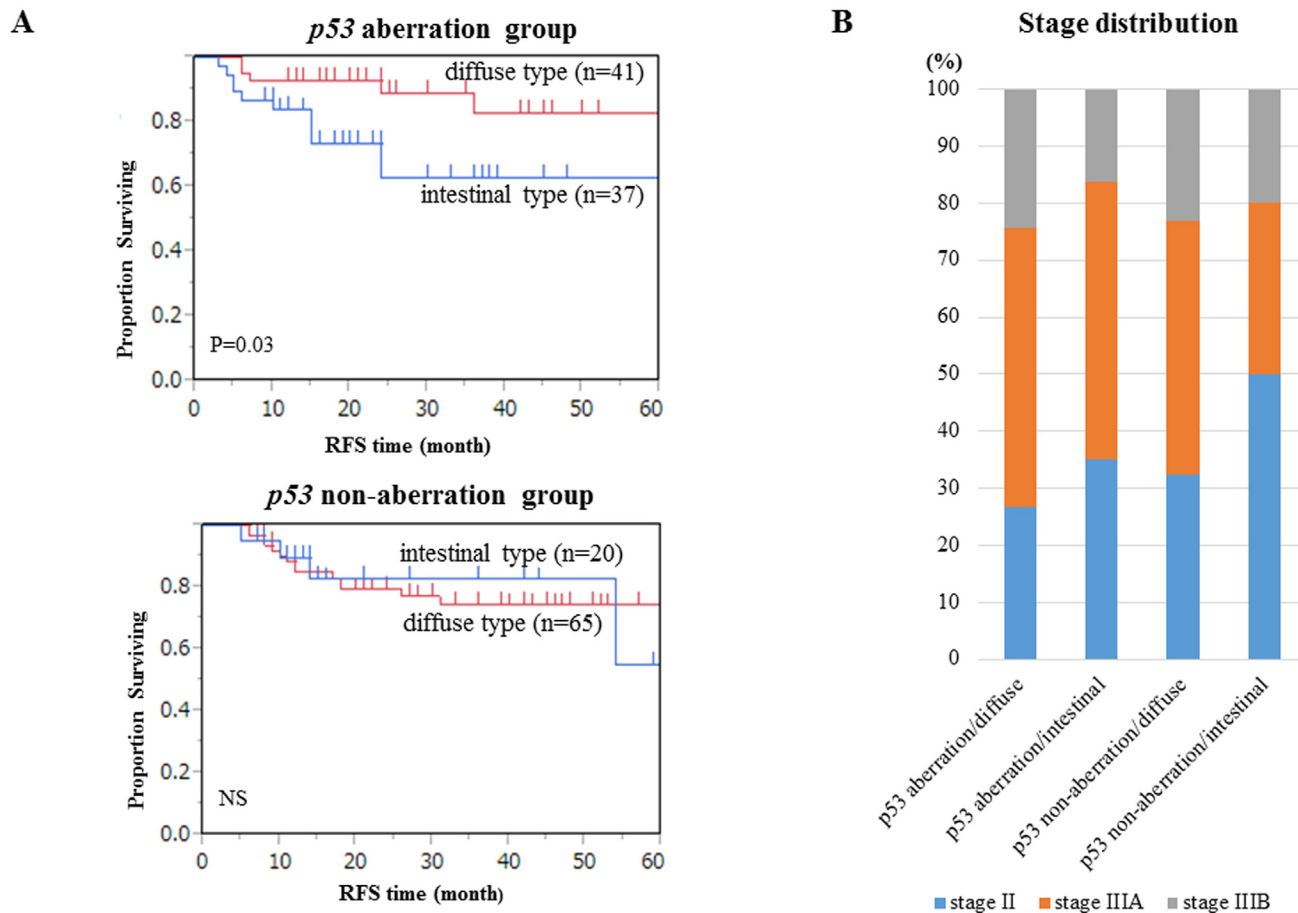 A
p53 aberration group
diffuse type (n=41)
intestinal type (n=37)
0.8
0.6
0.4
0.2
0.0
Proportion Surviving
P=0.03
0 10 20 30 40 50 60
RFS time (month)
p53 non-aberration group
intestinal type (n=20)
diffuse type (n=65)
0.8
0.6
0.4
0.2
0.0
Proportion Surviving
NS
0 10 20 30 40 50 60
RFS time (month)
B
Stage distribution
(%)
100
90
80
70
60
50
40
30
20
10
0
p53 aberration/diffuse
p53 aberration/intestinal
p53 non-aberration/diffuse
p53 non-aberration/intestinal
stage II stage IIIA stage IIIB